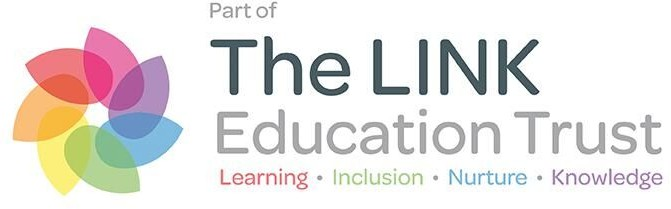 Part of
The LINK
Education Trust
Learning • Inclusion • Nurture • Knowledge